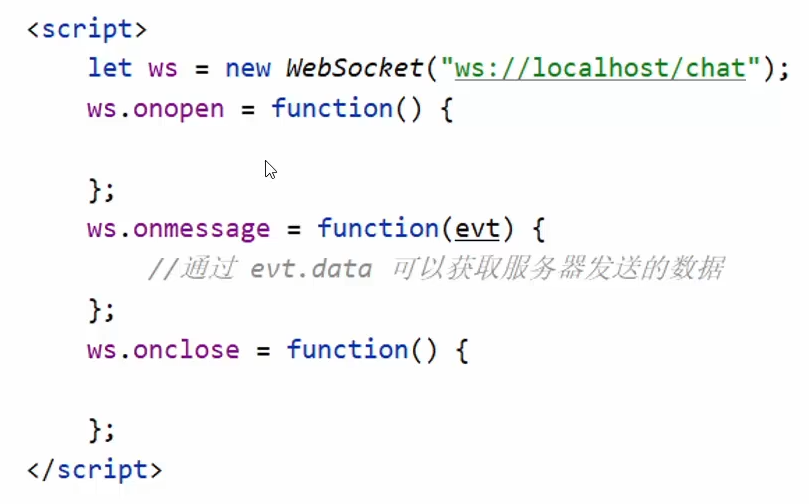 <script>
let ws = new WebSocket("ws://localhost/chat");
ws.onopen = function() {
};
ws.onmessage = function(evt) {
//通过 evt.data 可以获取服务器发送的数据
};
ws.onclose = function() {
};
</script>